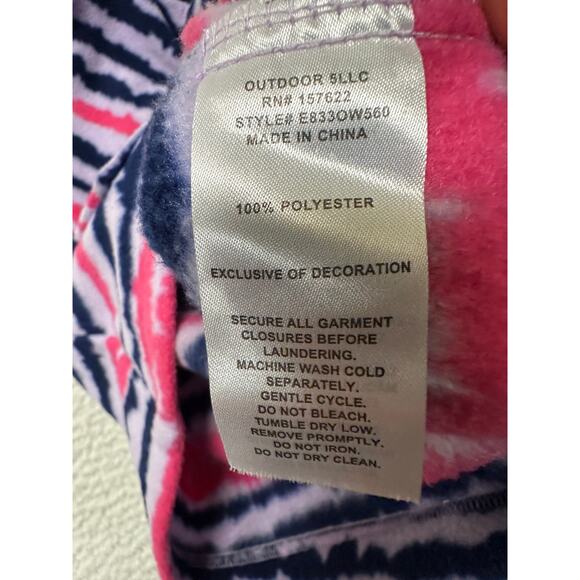 OUTDOOR 5LLC
RN# 157622
STYLE# E833OW560
MADE IN CHINA
100% POLYESTER
EXCLUSIVE OF DECORATION
SECURE ALL GARMENT
CLOSURES BEFORE
LAUNDERING.
MACHINE WASH COLD
SEPARATELY.
GENTLE CYCLE.
DO NOT BLEACH.
TUMBLE DRY LOW.
REMOVE PROMPTLY.
DO NOT IRON.
DO NOT DRY CLEAN.